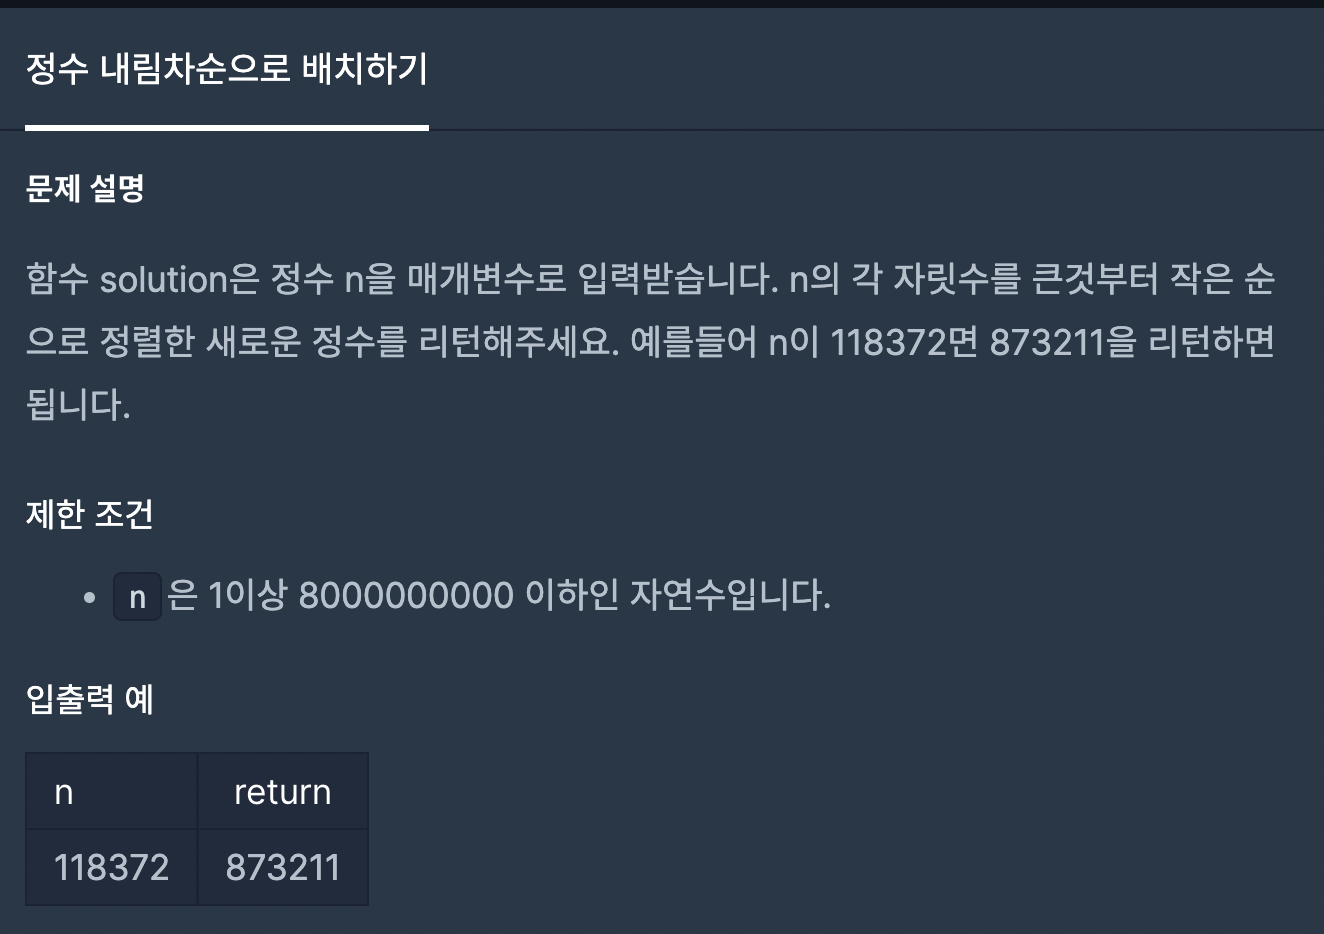 정수 내림차순으로 배치하기
문제 설명
함수 solution은 정수 n을 매개변수로 입력받습니다. n의 각 자릿수를 큰것부터 작은 순
으로 정렬한 새로운 정수를 리턴해주세요. 예를들어 n이 118372면 873211을 리턴하면
됩니다.
제한 조건
• n 은 1이상 8000000000 이하인 자연수입니다.
입출력 예
n return
118372 873211